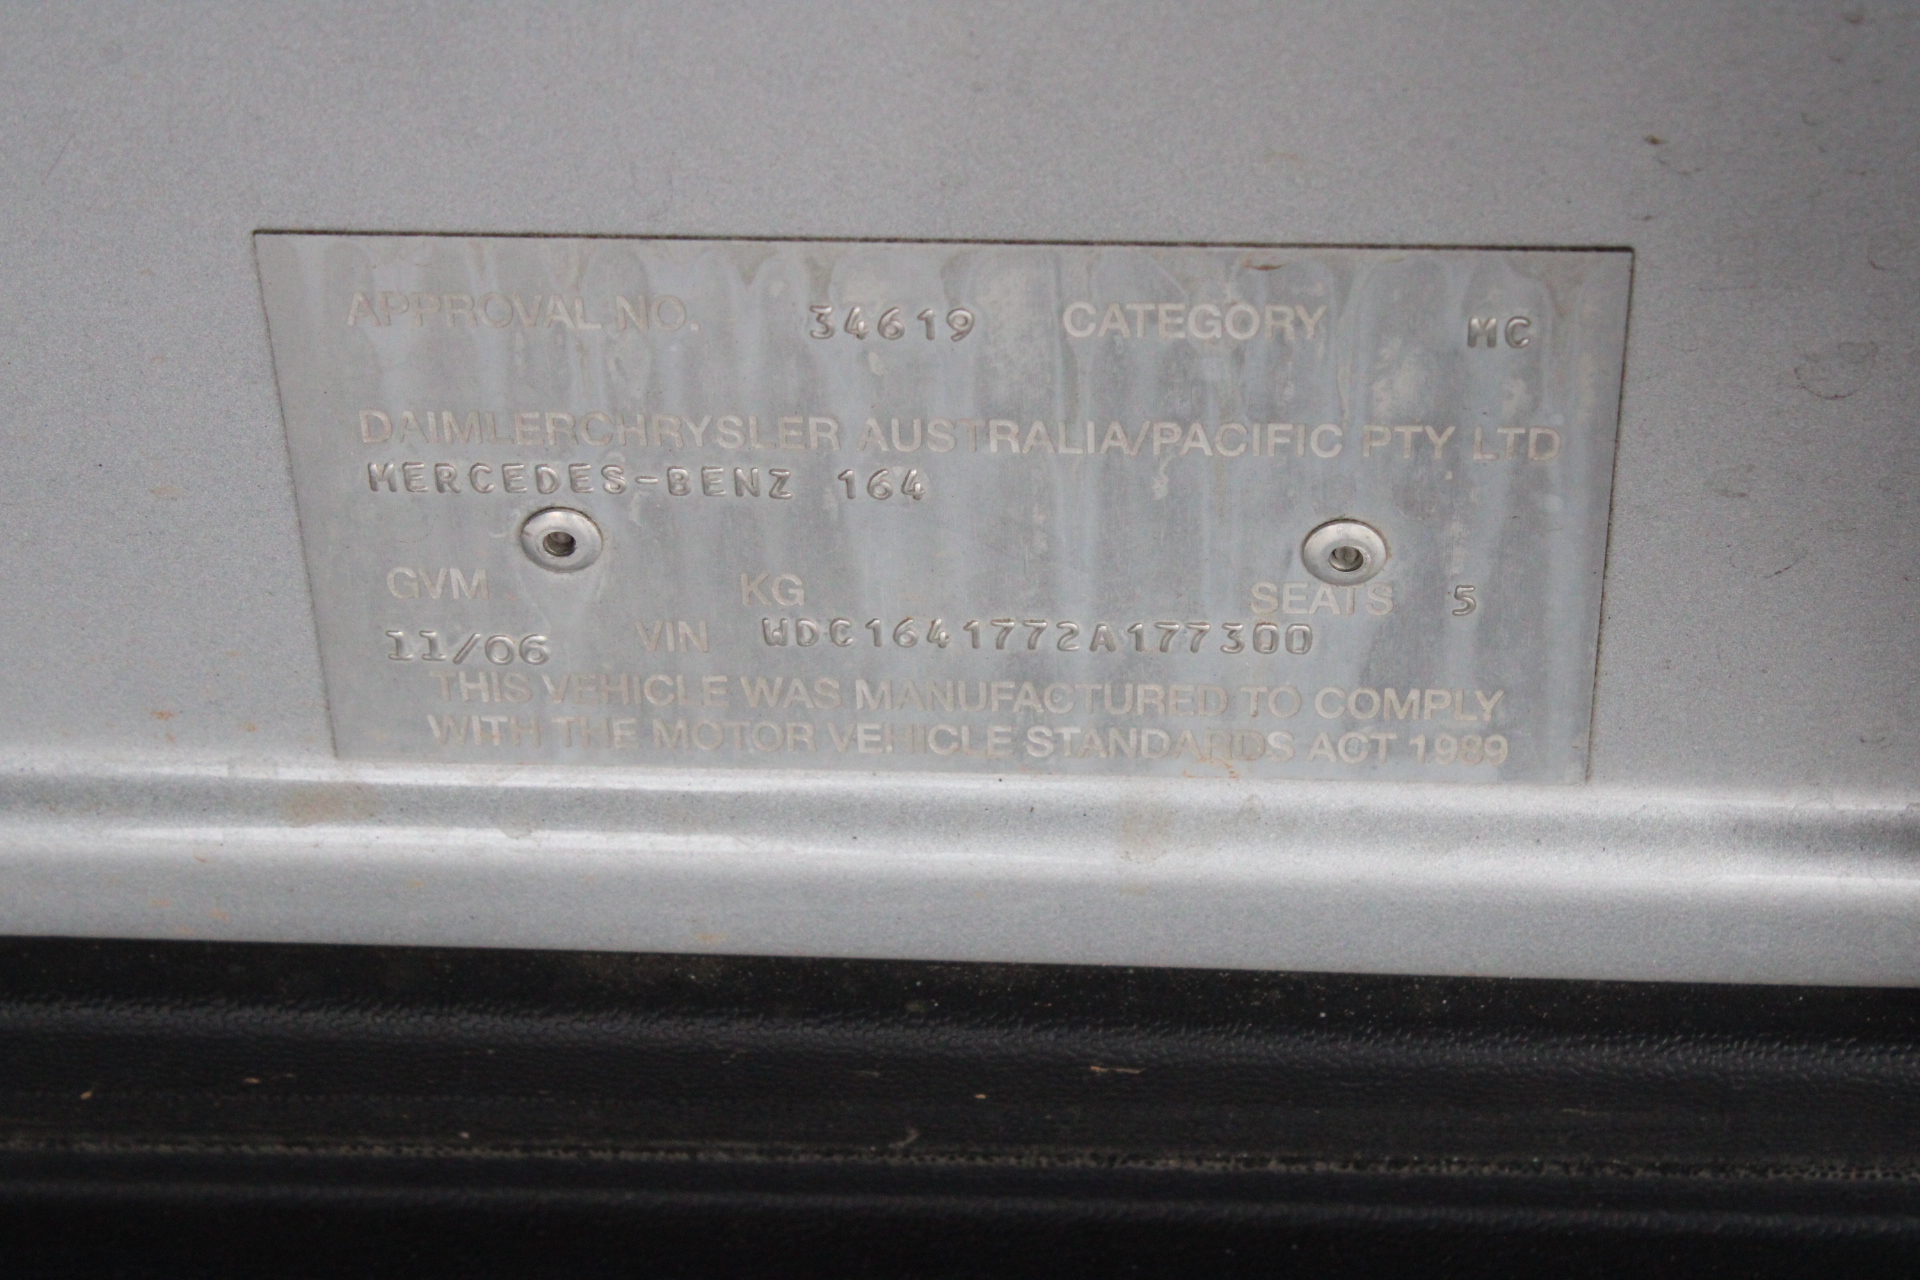 APPROVAL NO. 34619 CATEGORY MC
DAIMLERCHRYSLER AUSTRALIA/PACIFIC PTY LTD
MERCEDES-BENZ 164
GVM KG SEATS 5
11/06 VIN WDC1641772A177300
THIS VEHICLE WAS MANUFACTURED TO COMPLY
WITH THE MOTOR VEHICLE STANDARDS ACT 1989